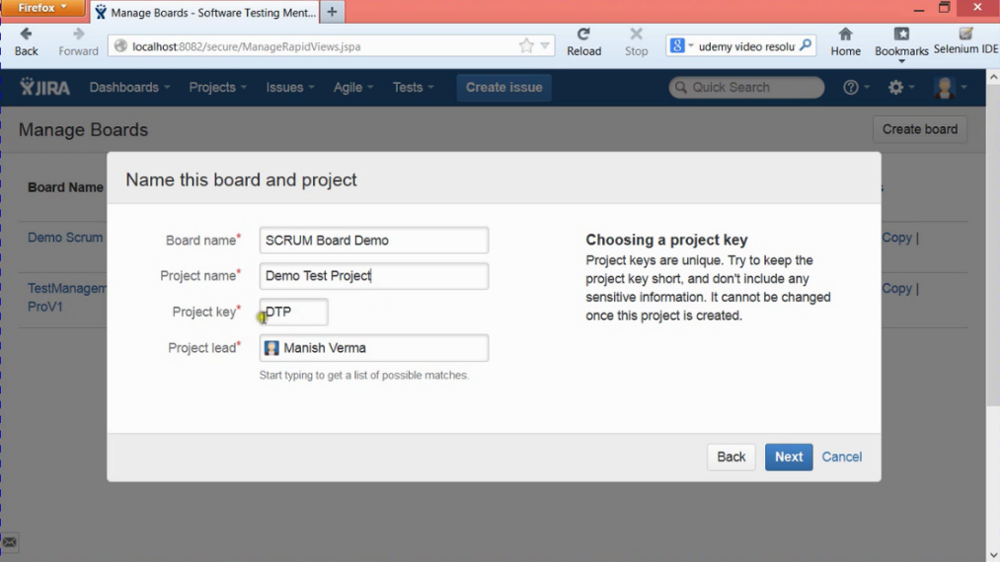 Firefox
Manage Boards - Software Testing Ment...
Back
Forward
localhost:8082/secure/ManageRapidViews.jspa
Reload
Stop
udemy video resolu
Home
Bookmarks
Selenium IDE
JIRA
Dashboards
Projects
Issues
Agile
Tests
Create issue
Quick Search
Manage Boards
Create board
Board Name
Demo Scrum
Copy |
TestManagem
ProV1
Copy |
Name this board and project
Board name*
SCRUM Board Demo
Project name*
Demo Test Project
Project key*
DTP
Project lead*
Manish Verma
Start typing to get a list of possible matches.
Choosing a project key
Project keys are unique. Try to keep the
project key short, and don't include any
sensitive information. It cannot be changed
once this project is created.
Back
Next
Cancel